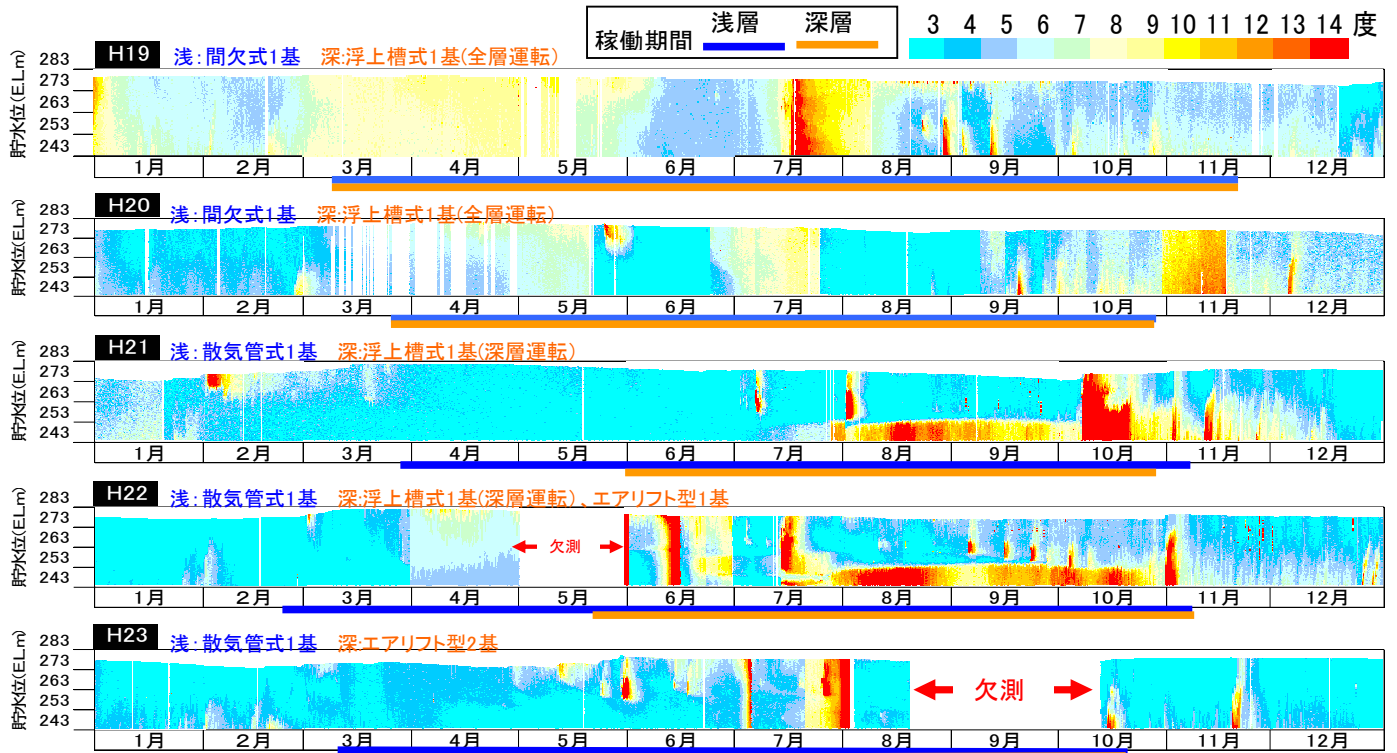 稼働期間 浅層 深層
3 4 5 6 7 8 9 10 11 12 13 14 度
H19 浅:間欠式1基 深:浮上槽式1基(全層運転)
貯水位(E.L.m)
283
273
263
253
243
1月 2月 3月 4月 5月 6月 7月 8月 9月 10月 11月 12月
H20 浅:間欠式1基 深:浮上槽式1基(全層運転)
貯水位(E.L.m)
283
273
263
253
243
1月 2月 3月 4月 5月 6月 7月 8月 9月 10月 11月 12月
H21 浅:散気管式1基 深:浮上槽式1基(深層運転)
貯水位(E.L.m)
283
273
263
253
243
1月 2月 3月 4月 5月 6月 7月 8月 9月 10月 11月 12月
H22 浅:散気管式1基 深:浮上槽式1基(深層運転)、エアリフト型1基
貯水位(E.L.m)
283
273
263
253
243
欠測
1月 2月 3月 4月 5月 6月 7月 8月 9月 10月 11月 12月
H23 浅:散気管式1基 深:エアリフト型2基
貯水位(E.L.m)
283
273
263
253
243
欠測
1月 2月 3月 4月 5月 6月 7月 8月 9月 10月 11月 12月